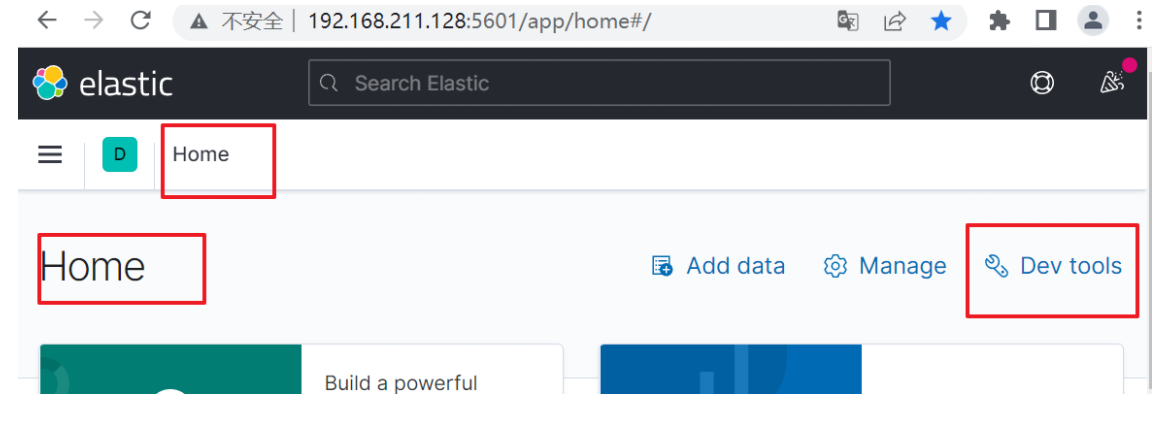 不安全 | 192.168.211.128:5601/app/home#/
elastic Search Elastic
D Home
Home Add data Manage Dev tools
Build a powerful